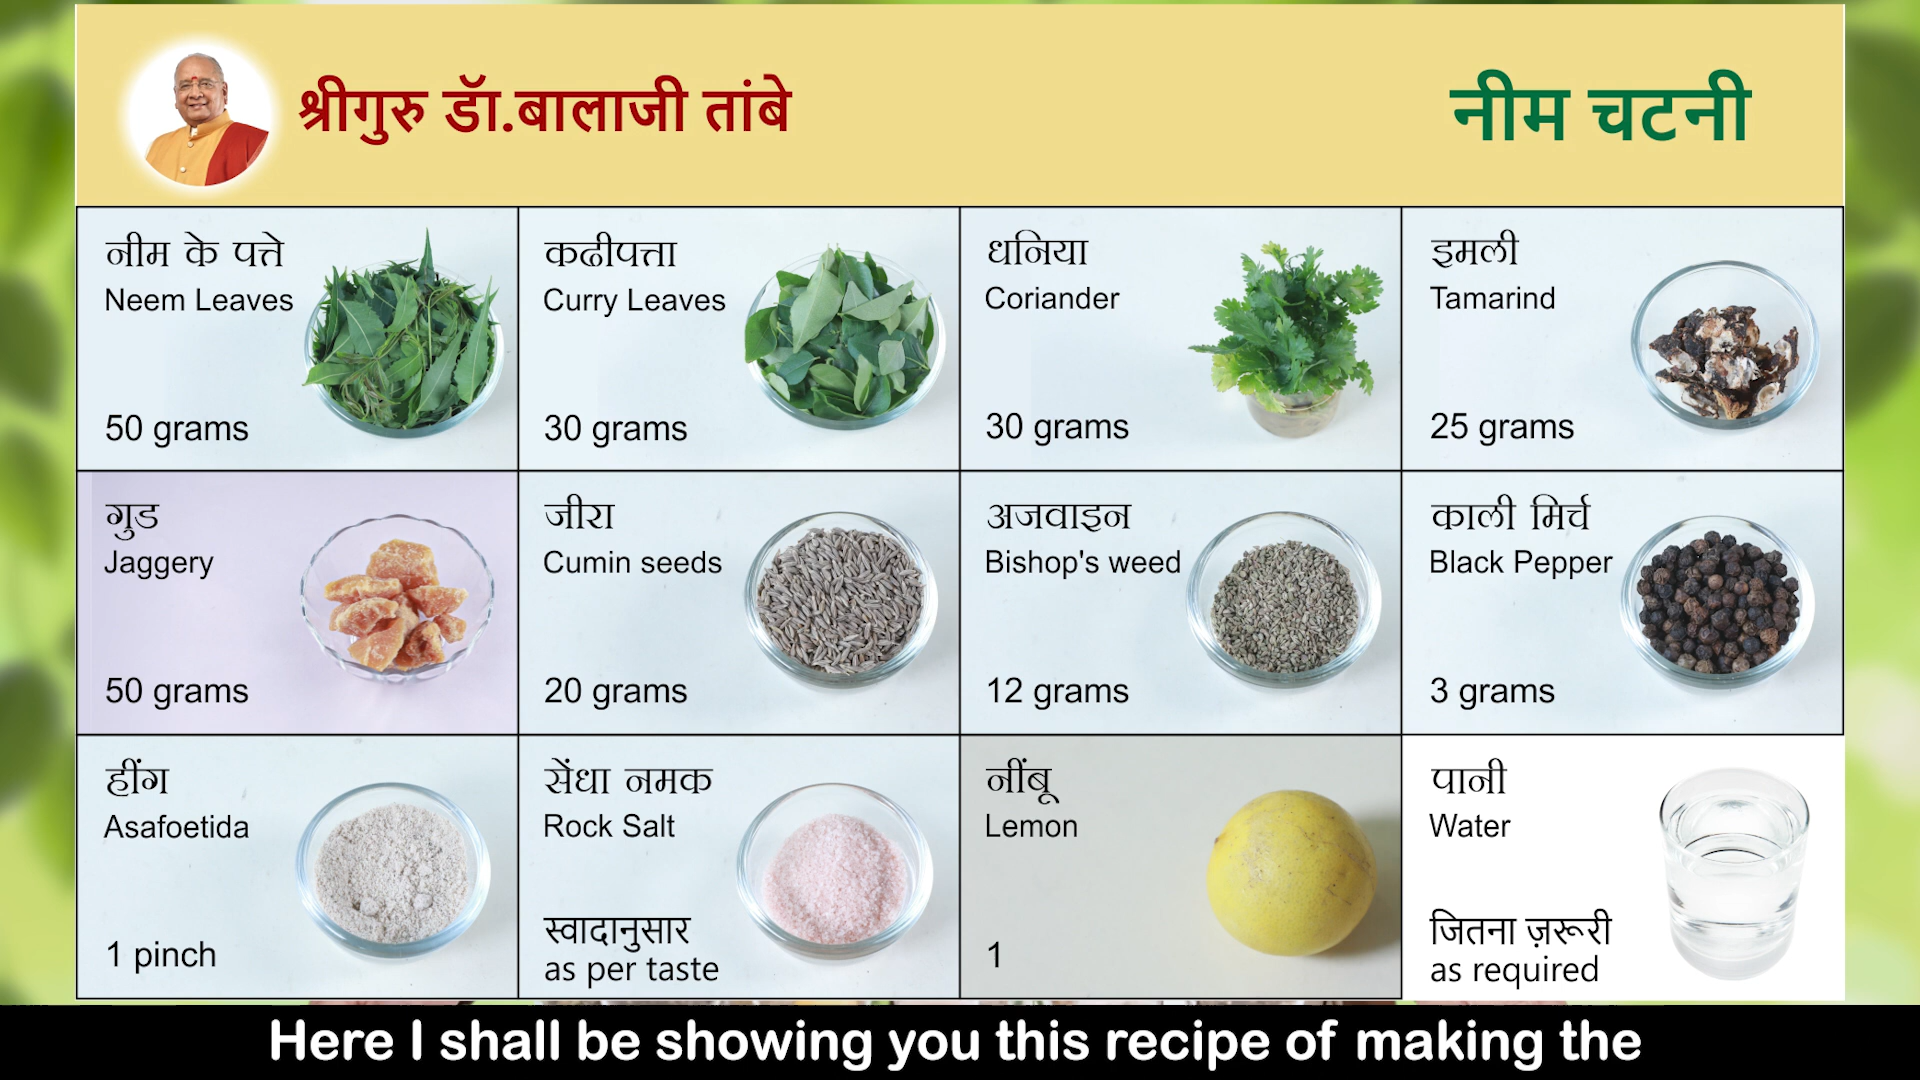 श्रीगुरु डॉ.बालाजी तांबे
नीम चटनी
नीम के पत्ते
Neem Leaves
50 grams
कढीपत्ता
Curry Leaves
30 grams
धनिया
Coriander
30 grams
इमली
Tamarind
25 grams
गुड
Jaggery
50 grams
जीरा
Cumin seeds
20 grams
अजवाइन
Bishop's weed
12 grams
काली मिर्च
Black Pepper
3 grams
हींग
Asafoetida
1 pinch
सेंधा नमक
Rock Salt
स्वादानुसार
as per taste
नींबू
Lemon
1
पानी
Water
जितना ज़रूरी
as required
Here I shall be showing you this recipe of making the